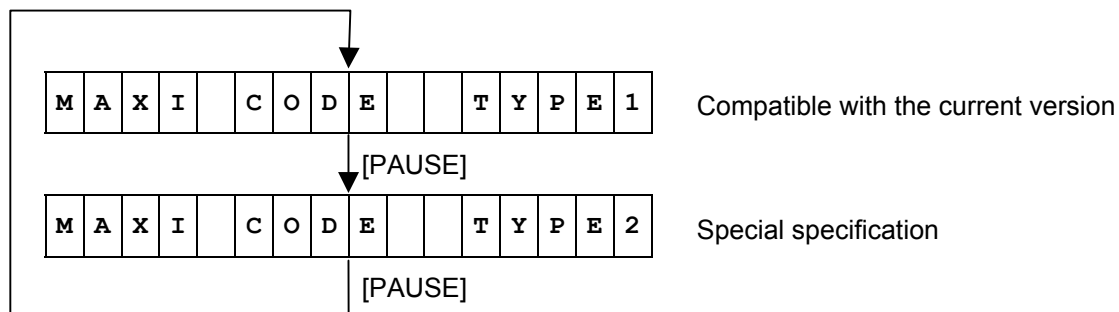 MAXI CODE  TYPE1 Compatible with the current version
[PAUSE]
MAXI CODE  TYPE2 Special specification
[PAUSE]